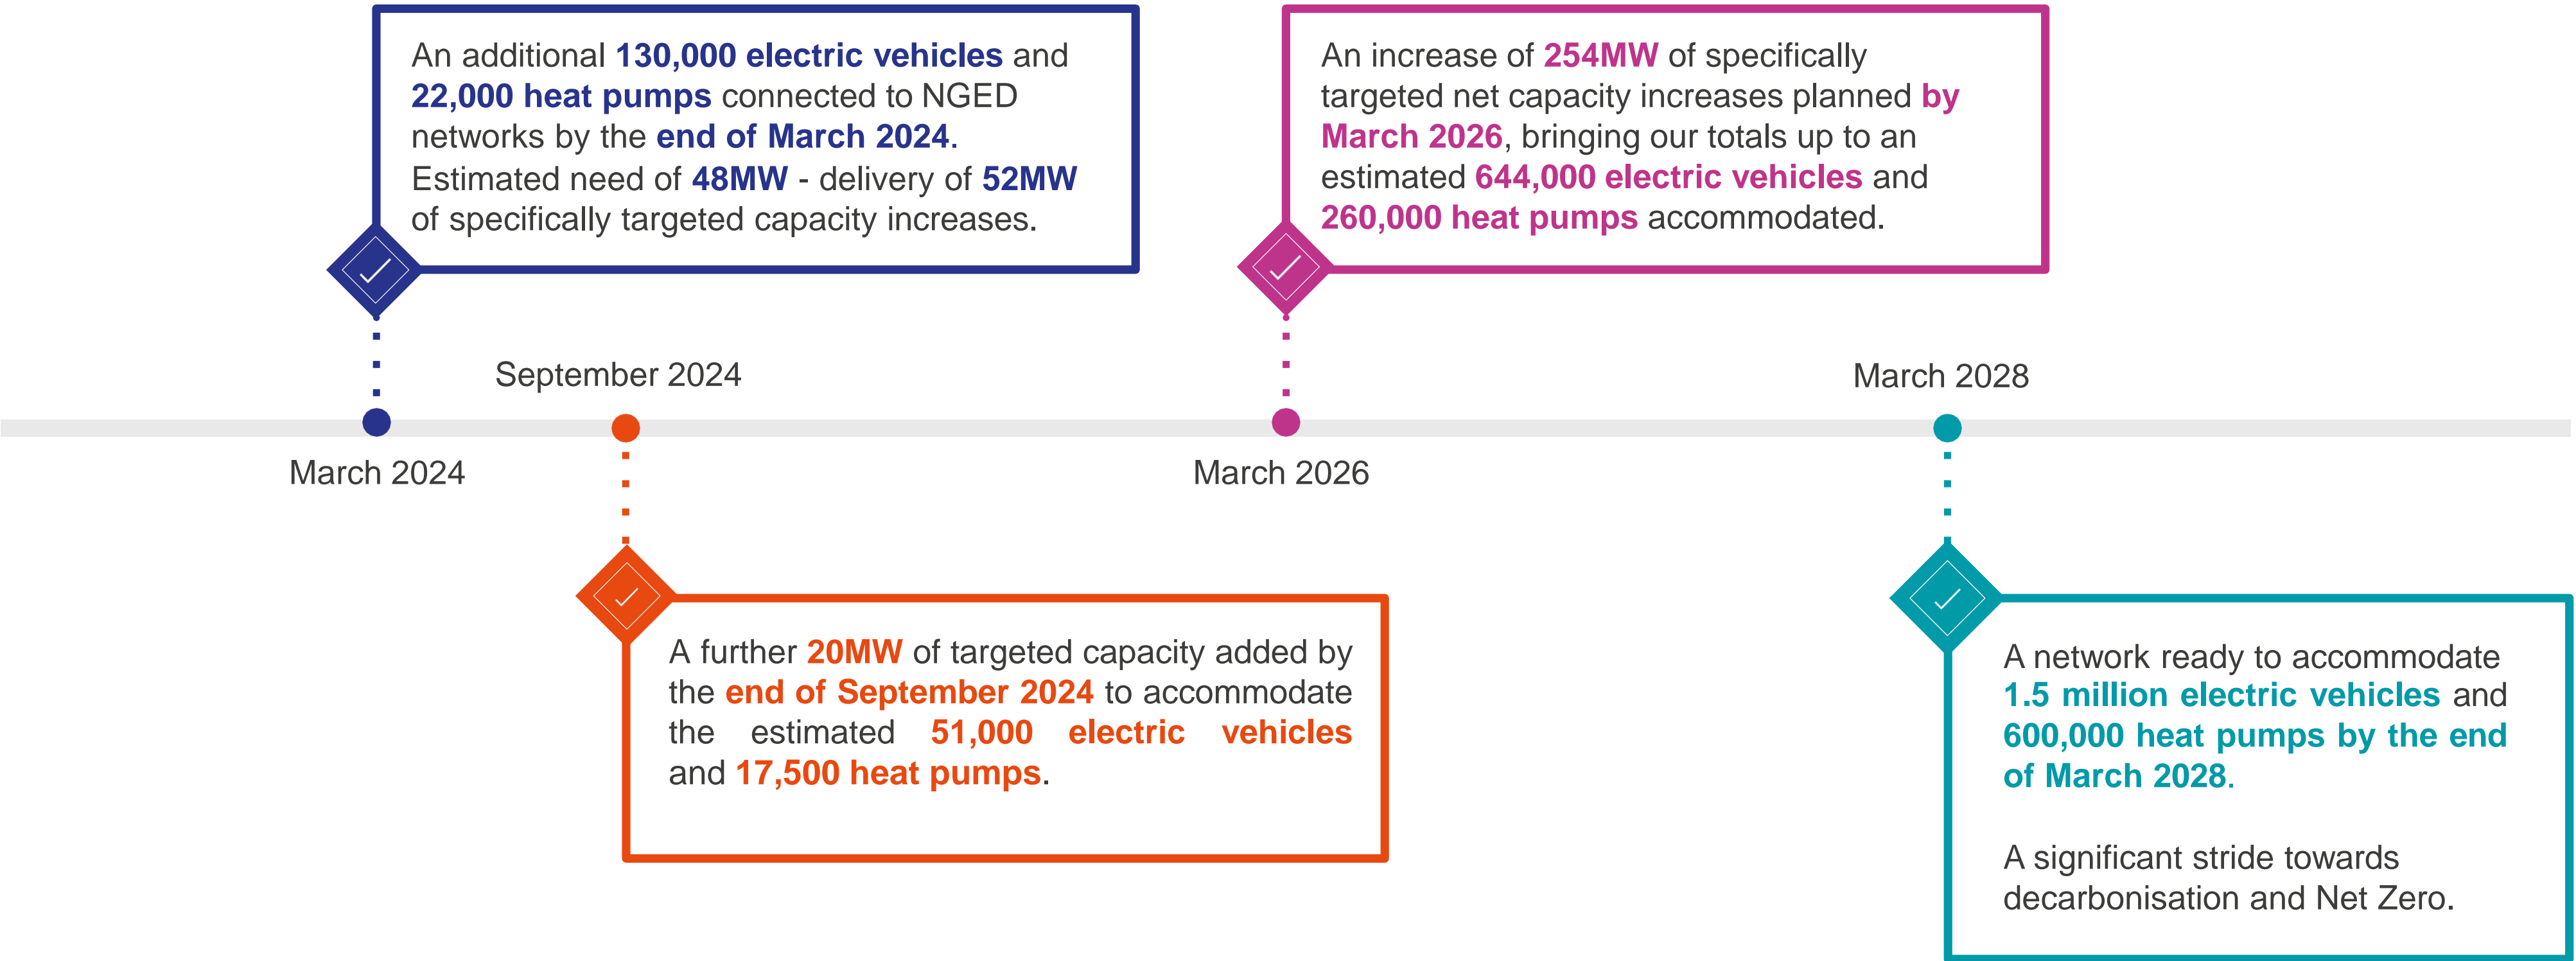 An additional 130,000 electric vehicles and
22,000 heat pumps connected to NGED
networks by the end of March 2024.
Estimated need of 48MW - delivery of 52MW
of specifically targeted capacity increases.
An increase of 254MW of specifically
targeted net capacity increases planned by
March 2026, bringing our totals up to an
estimated 644,000 electric vehicles and
260,000 heat pumps accommodated.
September 2024
March 2028
March 2024
March 2026
A further 20MW of targeted capacity added by
the end of September 2024 to accommodate
the estimated 51,000 electric vehicles
and 17,500 heat pumps.
A network ready to accommodate
1.5 million electric vehicles and
600,000 heat pumps by the end
of March 2028.
A significant stride towards
decarbonisation and Net Zero.